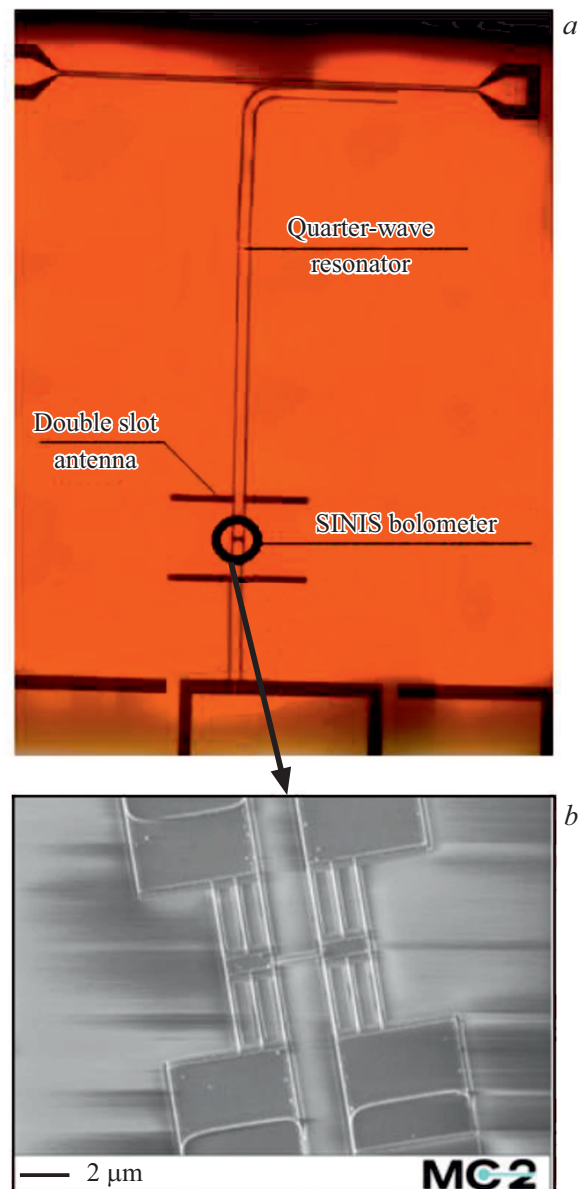 a
Quarter-wave
resonator
Double slot
antenna
SINIS bolometer
b
2 μm
MC2